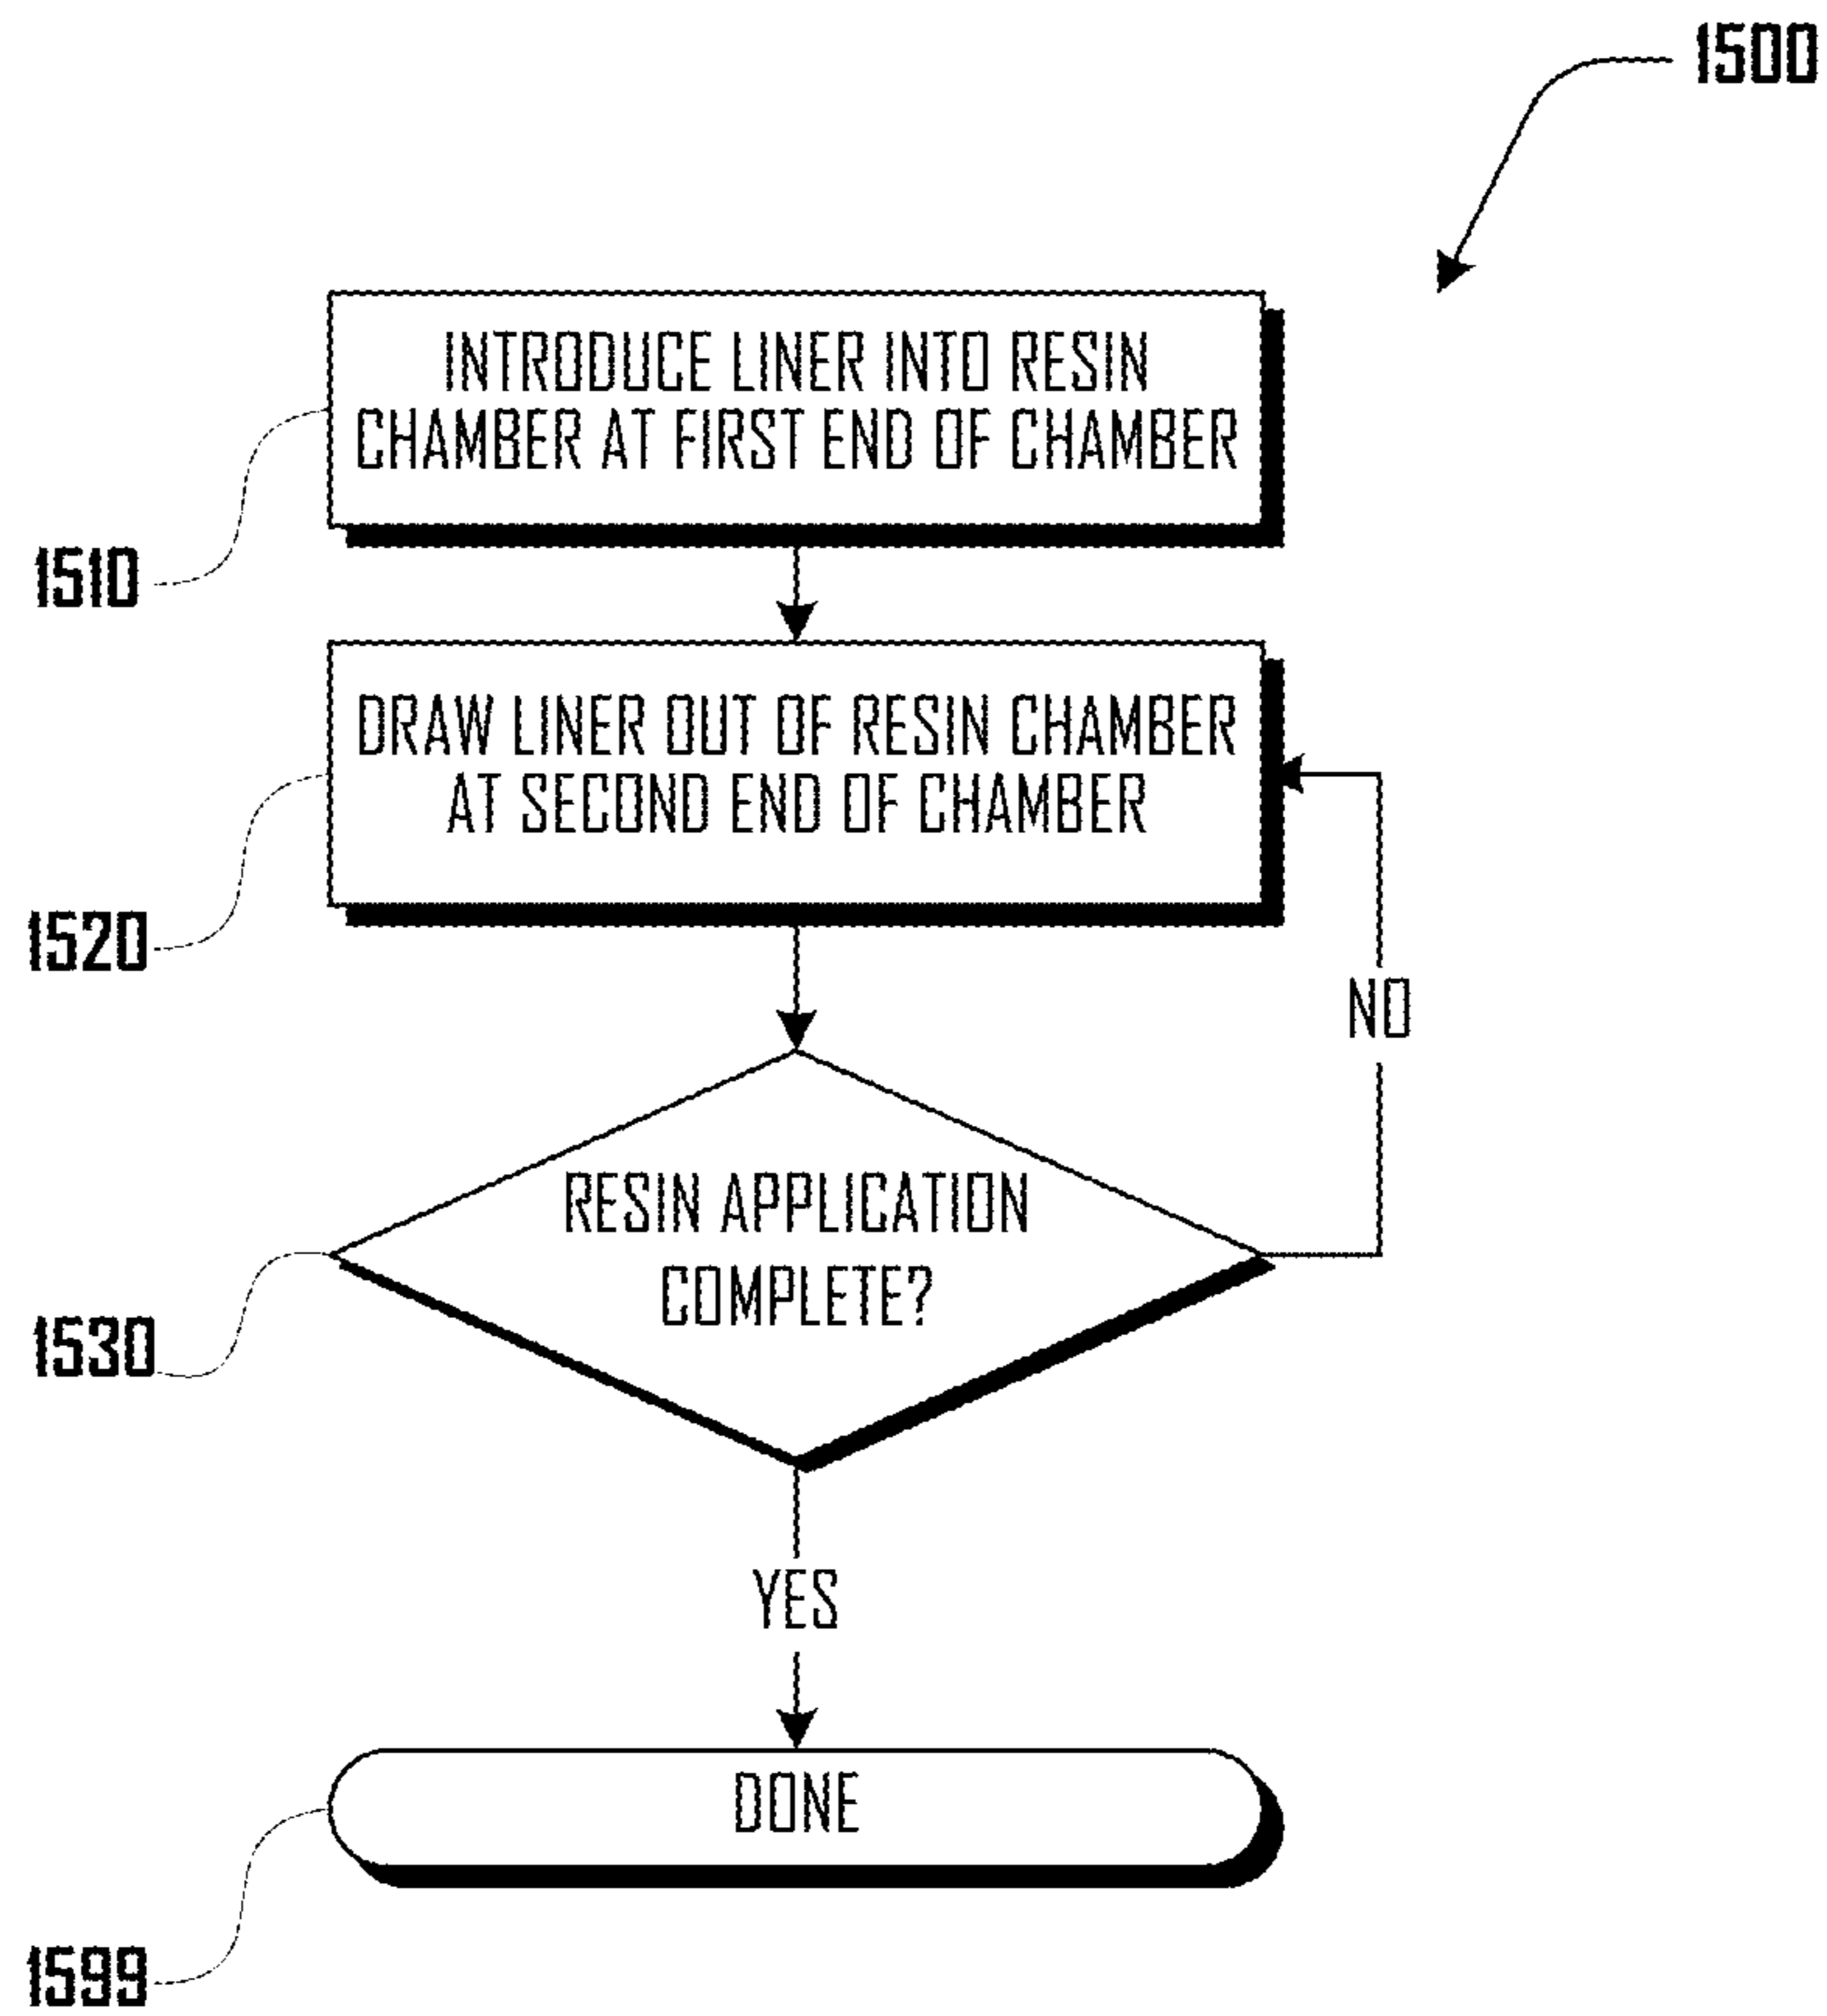 1500
INTRODUCE LINER INTO RESIN
CHAMBER AT FIRST END OF CHAMBER
1510
DRAW LINER OUT OF RESIN CHAMBER
AT SECOND END OF CHAMBER
1520
NO
RESIN APPLICATION
COMPLETE?
1530
YES
DONE
1599